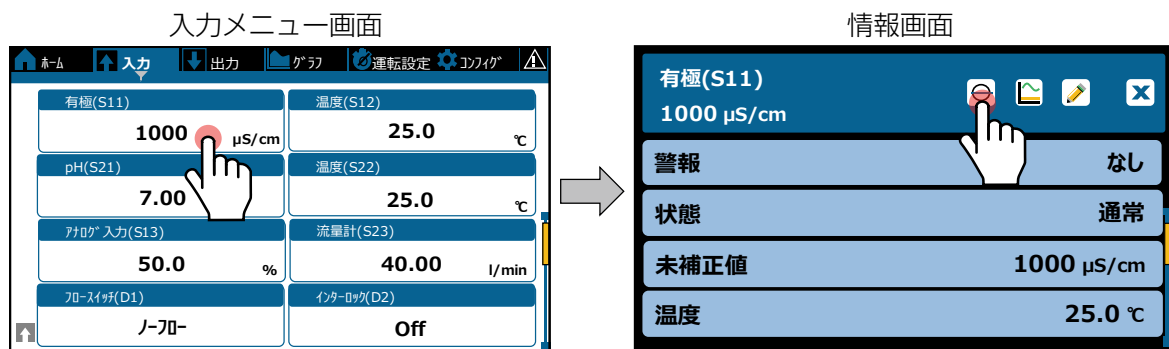 入力メニュー画面
情報画面
ﾎｰﾑ 入力 出力 ｸﾞﾗﾌ 運転設定 ｺﾝﾌｨｸﾞ
有極(S11) 温度(S12)
1000 μS/cm 25.0 ℃
pH(S21) 温度(S22)
7.00 25.0 ℃
ｱﾅﾛｸﾞ入力(S13) 流量計(S23)
50.0 % 40.00 l/min
ﾌﾛｰｽｲｯﾁ(D1) ｲﾝﾀｰﾛｯｸ(D2)
ﾉｰﾌﾛｰ Off
有極(S11)
1000 μS/cm
警報 なし
状態 通常
未補正値 1000 μS/cm
温度 25.0 ℃